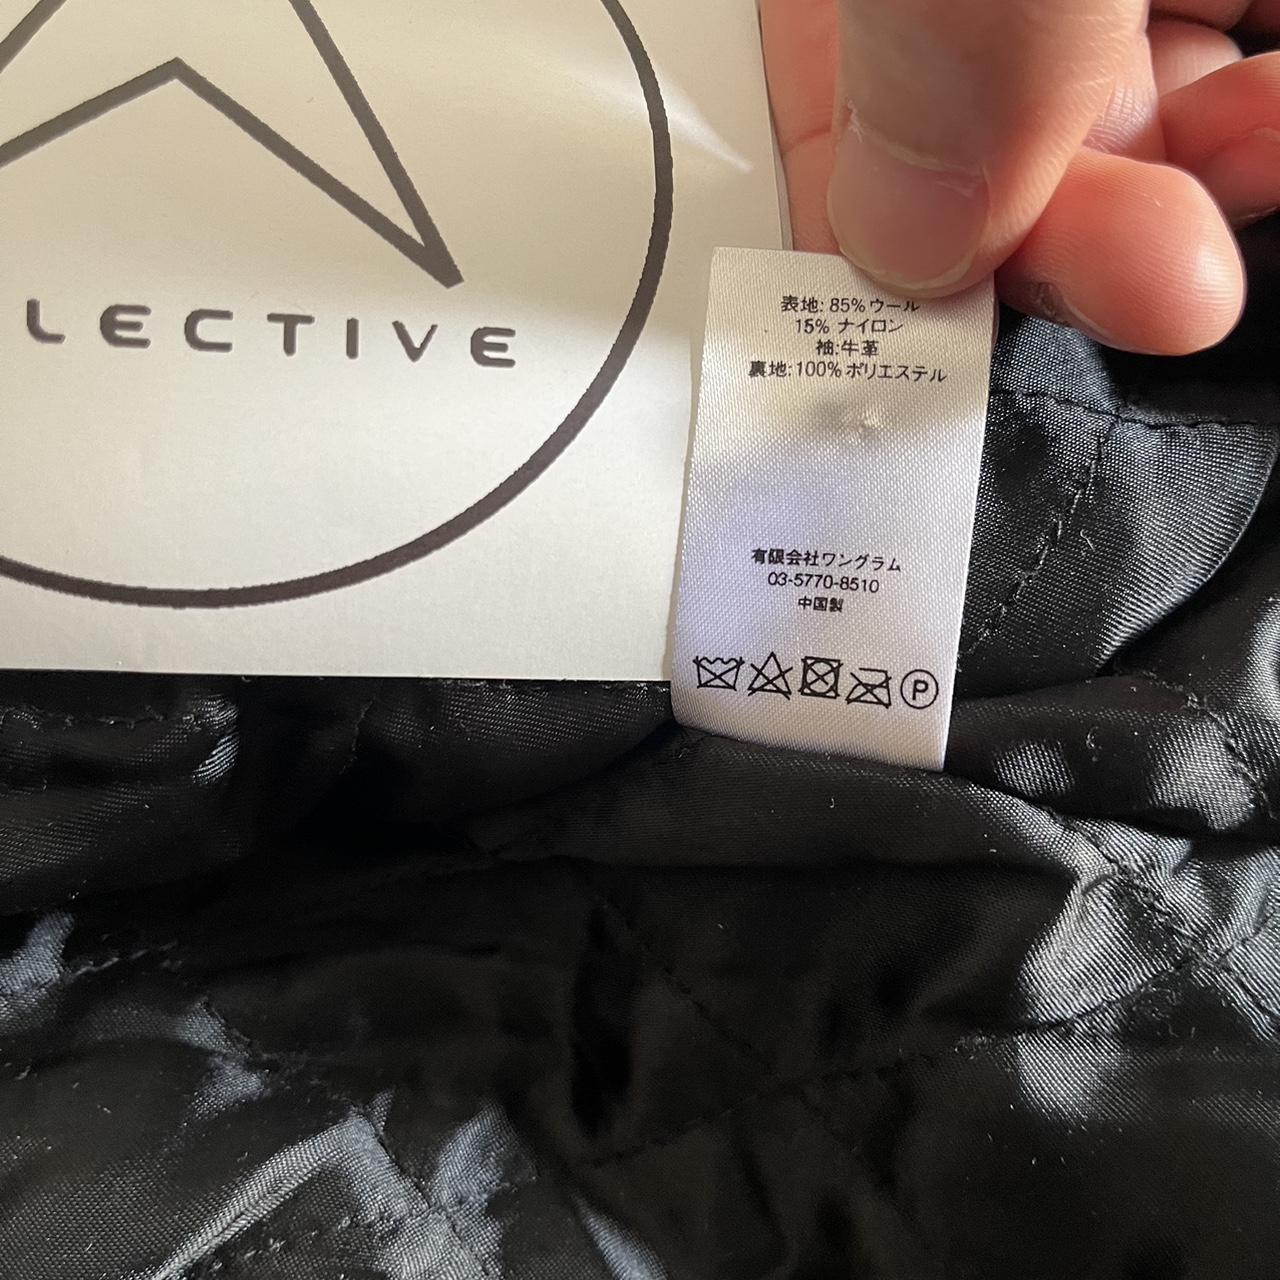 LECTIVE
表地: 85%ウール
15% ナイロン
袖:牛革
裏地:100%ポリエステル
有限会社ワングラム
03-5770-8510
中国製
P